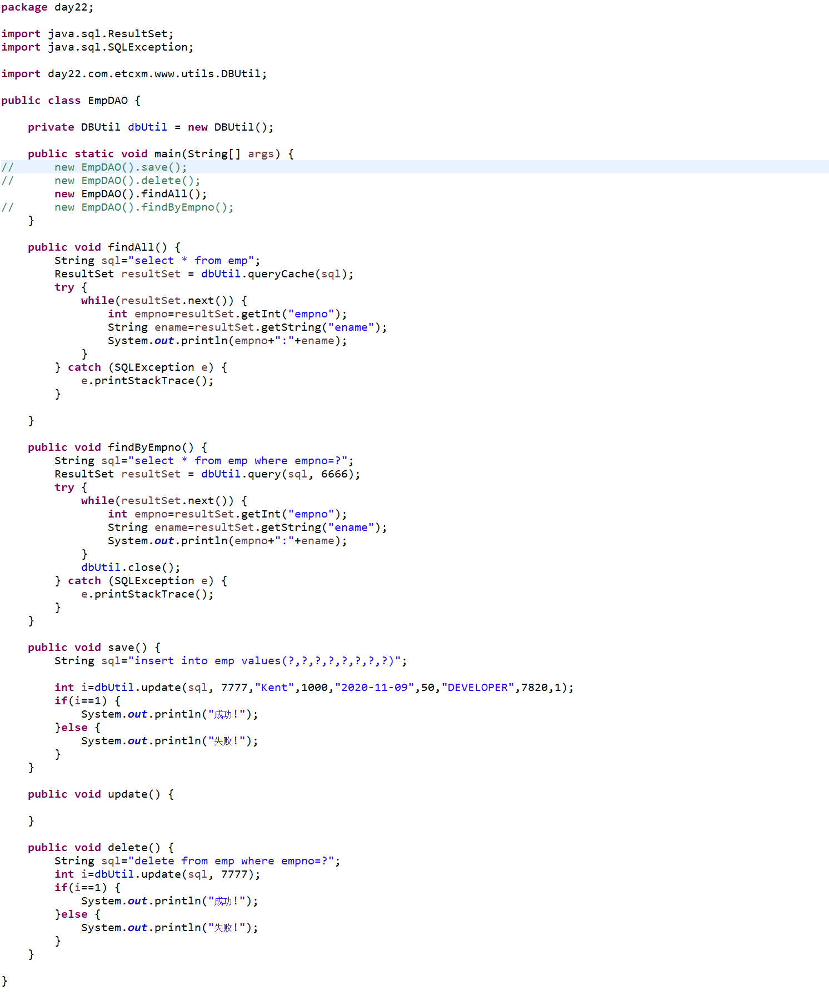 package day22;
import java.sql.ResultSet;
import java.sql.SQLException;
import day22.com.etcxm.www.utils.DBUtil;
public class EmpDAO {
    private DBUtil dbUtil = new DBUtil();
    public static void main(String[] args) {
//      new EmpDAO().save();
//      new EmpDAO().delete();
        new EmpDAO().findAll();
//      new EmpDAO().findByEmpno();
    }
    public void findAll() {
        String sql="select * from emp";
        ResultSet resultSet = dbUtil.queryCache(sql);
        try {
            while(resultSet.next()) {
                int empno=resultSet.getInt("empno");
                String ename=resultSet.getString("ename");
                System.out.println(empno+":"+ename);
            }
        } catch (SQLException e) {
            e.printStackTrace();
        }
    }
    public void findByEmpno() {
        String sql="select * from emp where empno=?";
        ResultSet resultSet = dbUtil.query(sql, 6666);
        try {
            while(resultSet.next()) {
                int empno=resultSet.getInt("empno");
                String ename=resultSet.getString("ename");
                System.out.println(empno+":"+ename);
            }
            dbUtil.close();
        } catch (SQLException e) {
            e.printStackTrace();
        }
    }
    public void save() {
        String sql="insert into emp values(?,?,?,?,?,?,?,?)";
        int i=dbUtil.update(sql, 7777,"Kent",1000,"2020-11-09",50,"DEVELOPER",7820,1);
        if(i==1) {
            System.out.println("成功!");
        }else {
            System.out.println("失败!");
        }
    }
    public void update() {
    }
    public void delete() {
        String sql="delete from emp where empno=?";
        int i=dbUtil.update(sql, 7777);
        if(i==1) {
            System.out.println("成功!");
        }else {
            System.out.println("失败!");
        }
    }
}